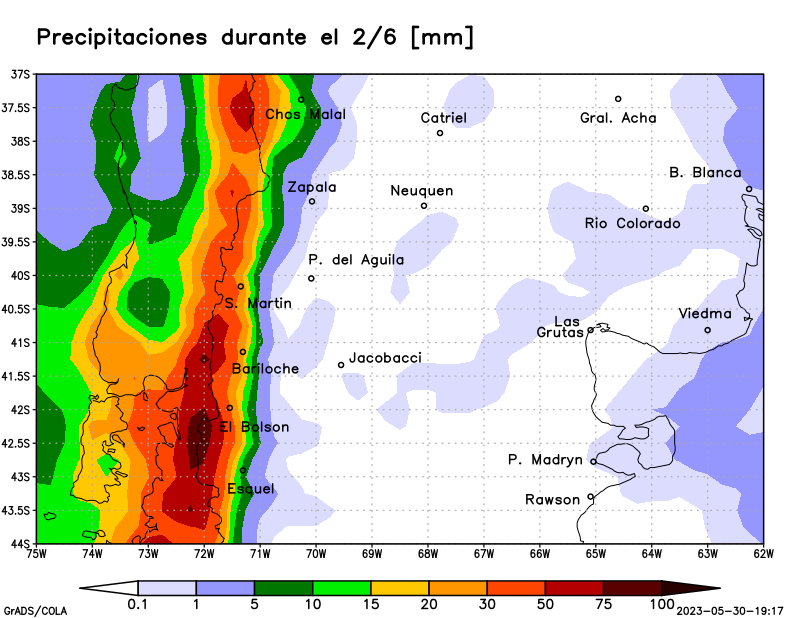 Precipitaciones durante el 2/6 [mm]
37S
37.5S
38S
38.5S
39S
39.5S
40S
40.5S
41S
41.5S
42S
42.5S
43S
43.5S
44S
Chos Malal
Catriel
Gral. Acha
B. Blanca
Zapala
Neuquen
Rio Colorado
P. del Aguila
S. Martin
Las
Grutas
Viedma
Bariloche
Jacobacci
El Bolson
P. Madryn
Esquel
Rawson
75W 74W 73W 72W 71W 70W 69W 68W 67W 66W 65W 64W 63W 62W
0.1 1 5 10 15 20 30 50 75 100
GrADS/COLA
2023-05-30-19:17